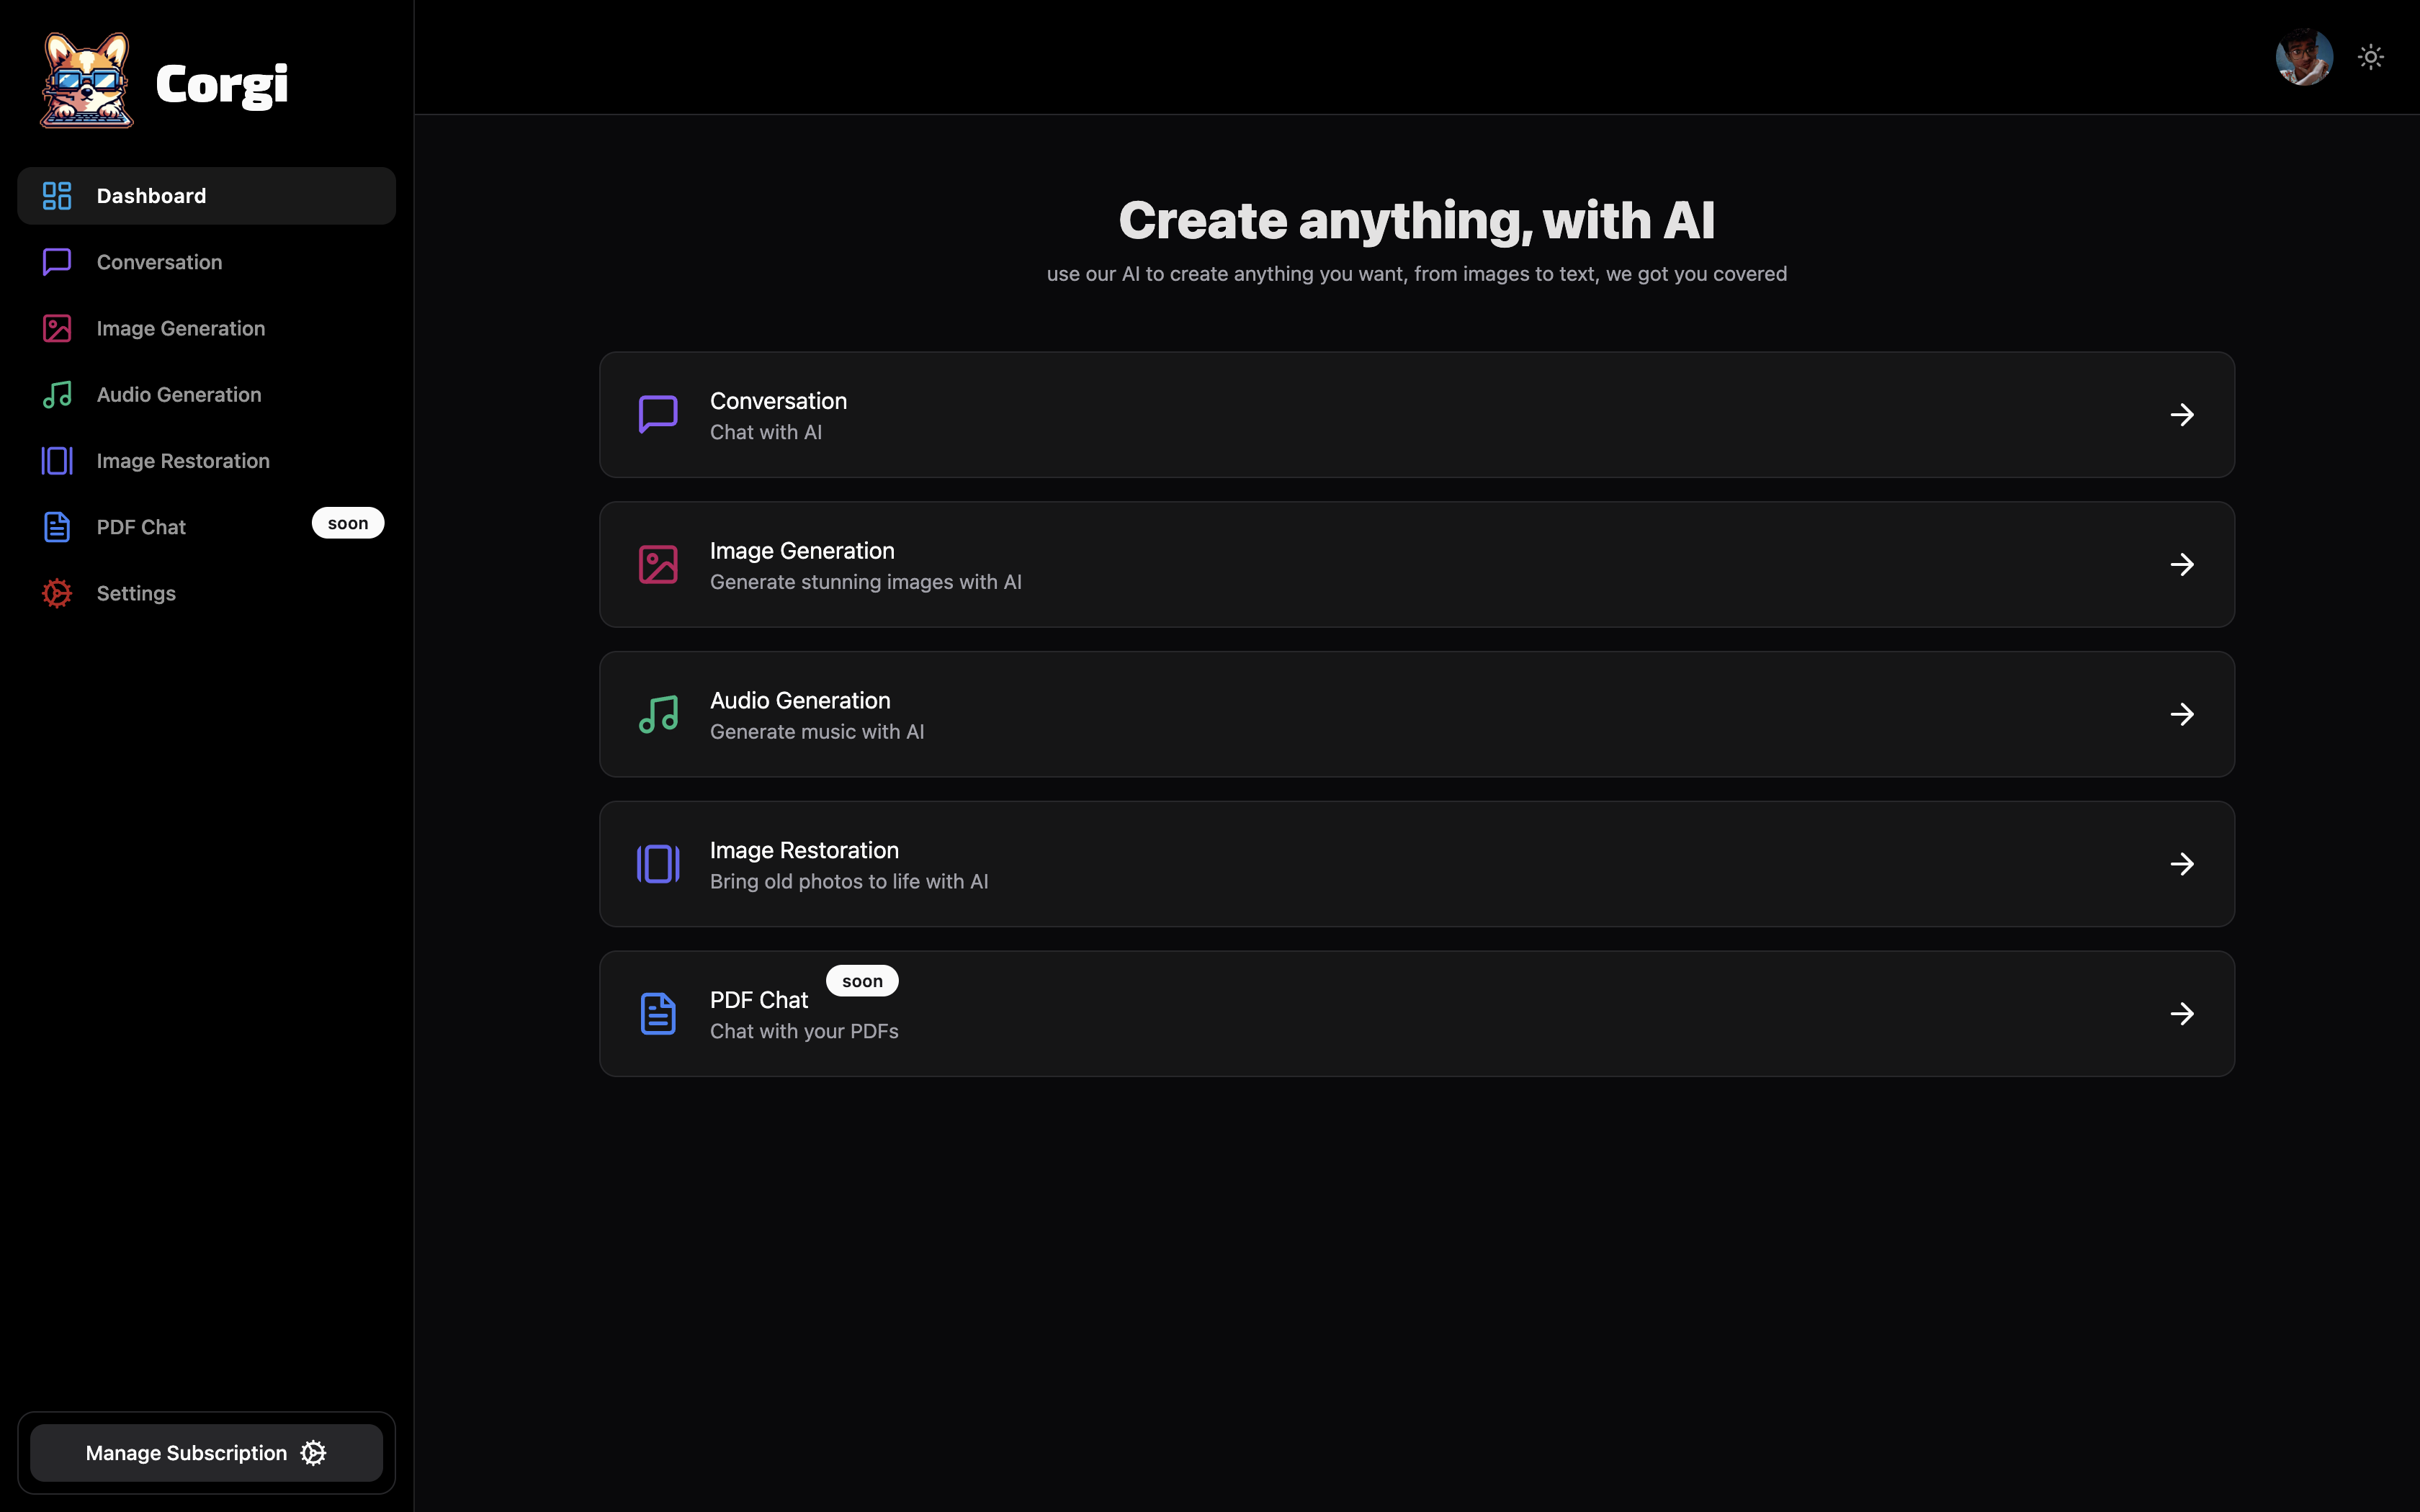 Corgi
Dashboard
Conversation
Image Generation
Audio Generation
Image Restoration
PDF Chat
soon
Settings
Manage Subscription
Create anything, with AI
use our AI to create anything you want, from images to text, we got you covered
Conversation
Chat with AI
Image Generation
Generate stunning images with AI
Audio Generation
Generate music with AI
Image Restoration
Bring old photos to life with AI
soon
PDF Chat
Chat with your PDFs